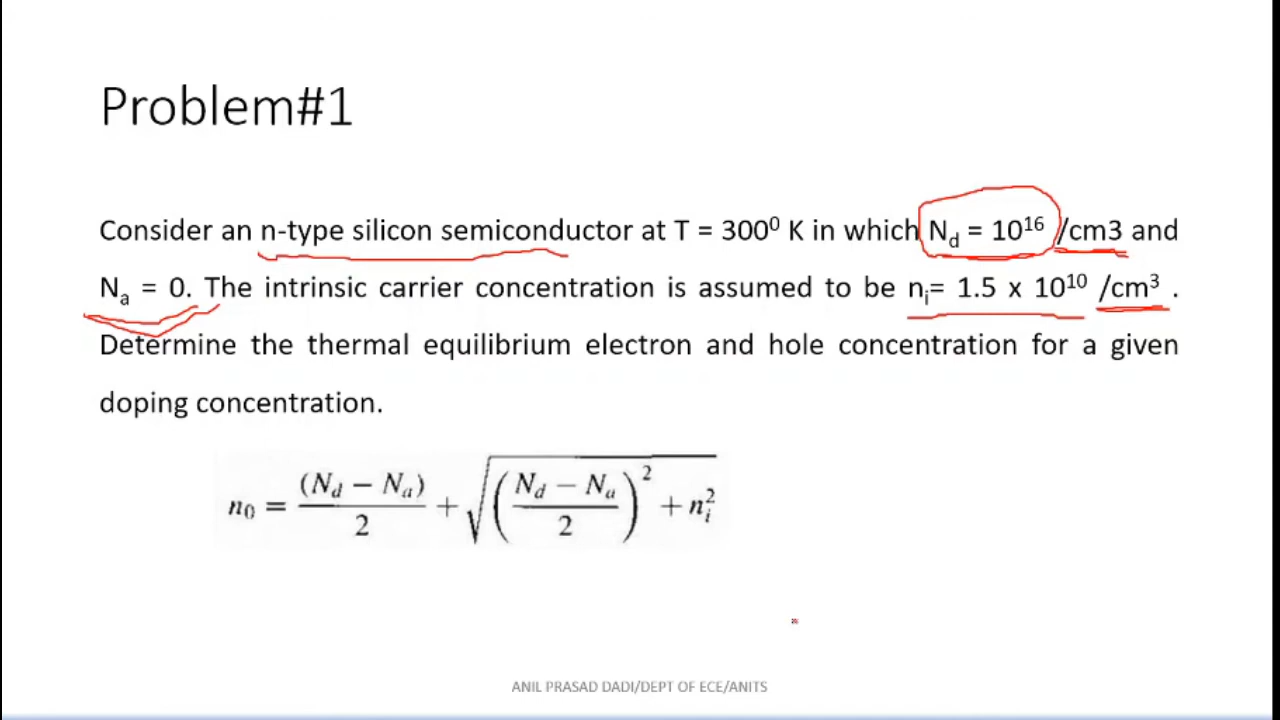 Problem#1
Consider an n-type silicon semiconductor at T = 300⁰ K in which N_d = 10¹⁶ /cm3 and
N_a = 0. The intrinsic carrier concentration is assumed to be n_i= 1.5 x 10¹⁰ /cm³ .
Determine the thermal equilibrium electron and hole concentration for a given
doping concentration.
n_0 = (N_d − N_a)/2 + √((N_d − N_a)/2)² + n_i²
ANIL PRASAD DADI/DEPT OF ECE/ANITS